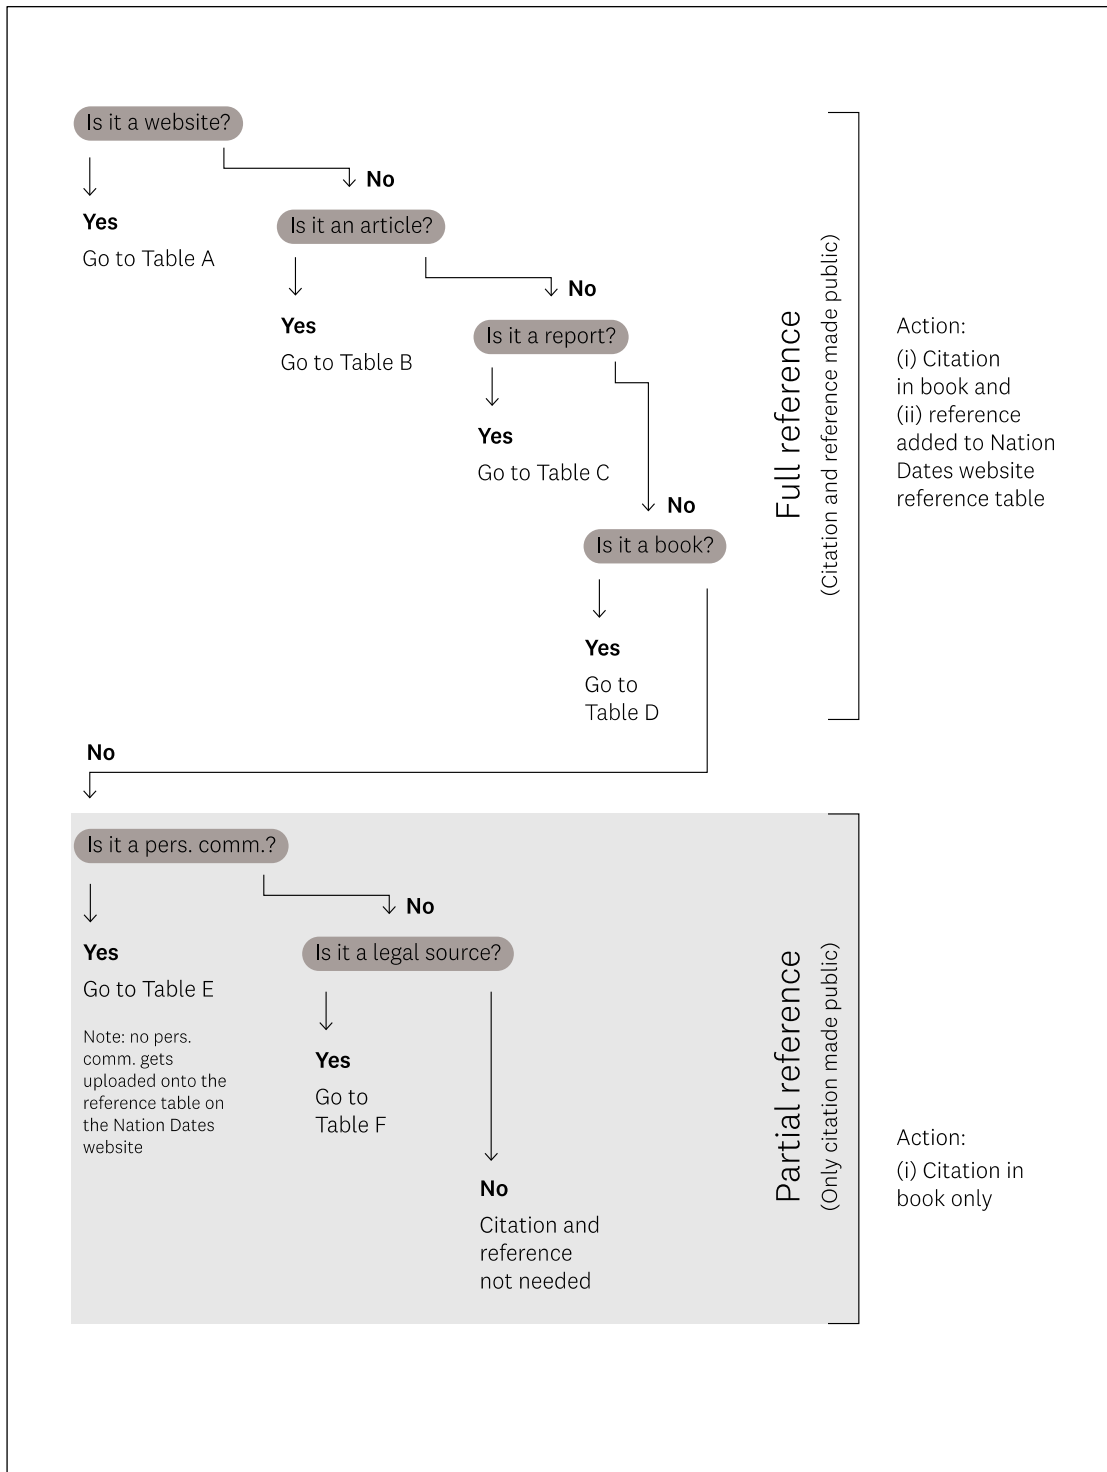 Is it a website?
No
Yes
Go to Table A
Is it an article?
No
Yes
Go to Table B
Is it a report?
Yes
Go to Table C
No
Is it a book?
Yes
Go to
Table D
Full reference
(Citation and reference made public)
Action:
(i) Citation
in book and
(ii) reference
added to Nation
Dates website
reference table
No
Is it a pers. comm.?
No
Yes
Go to Table E
Note: no pers.
comm. gets
uploaded onto the
reference table on
the Nation Dates
website
Is it a legal source?
Yes
Go to
Table F
No
Citation and
reference
not needed
Partial reference
(Only citation made public)
Action:
(i) Citation in
book only